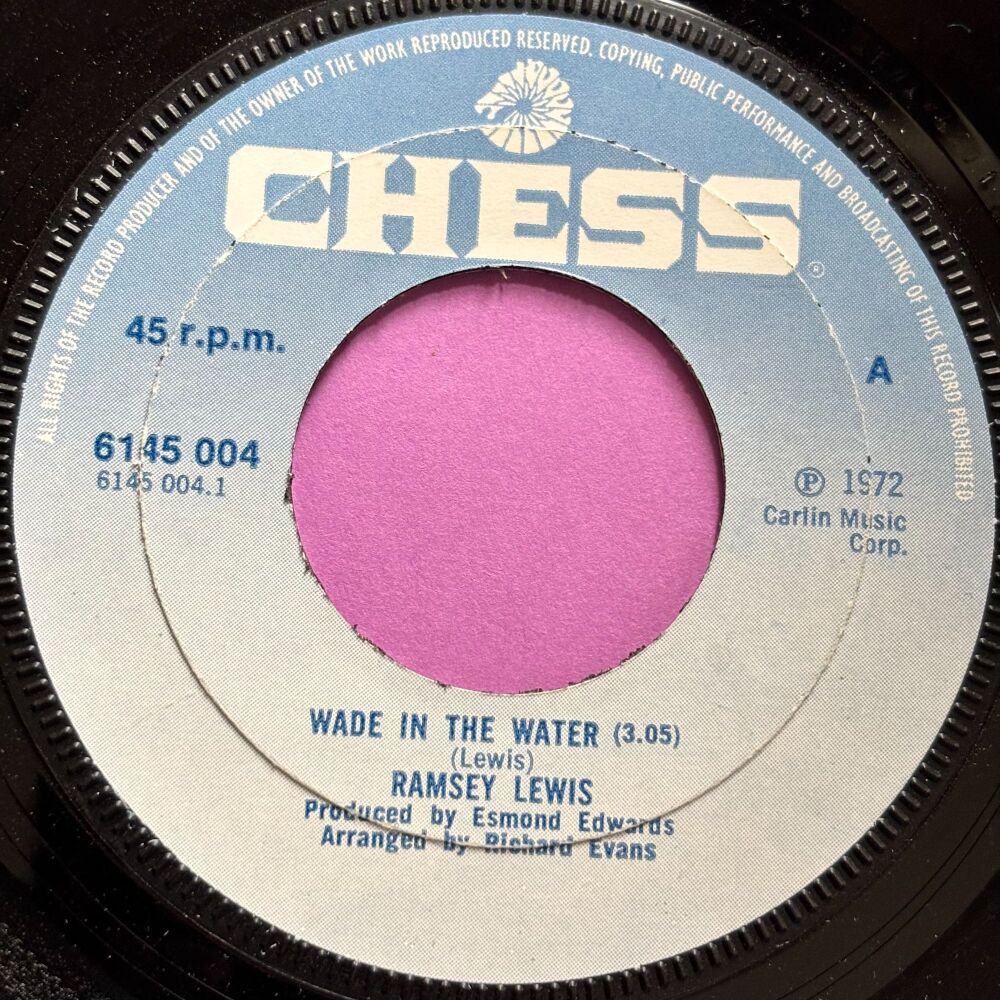 ALL RIGHTS OF THE RECORD PRODUCER AND OF THE OWNER OF THE WORK REPRODUCED RESERVED. COPYING, PUBLIC PERFORMANCE AND BROADCASTING OF THIS RECORD PROHIBITED
CHESS®
45 r.p.m.
A
6145 004
6145 004.1
℗ 1972
Carlin Music
Corp.
WADE IN THE WATER (3.05)
(Lewis)
RAMSEY LEWIS
Produced by Esmond Edwards
Arranged by Richard Evans